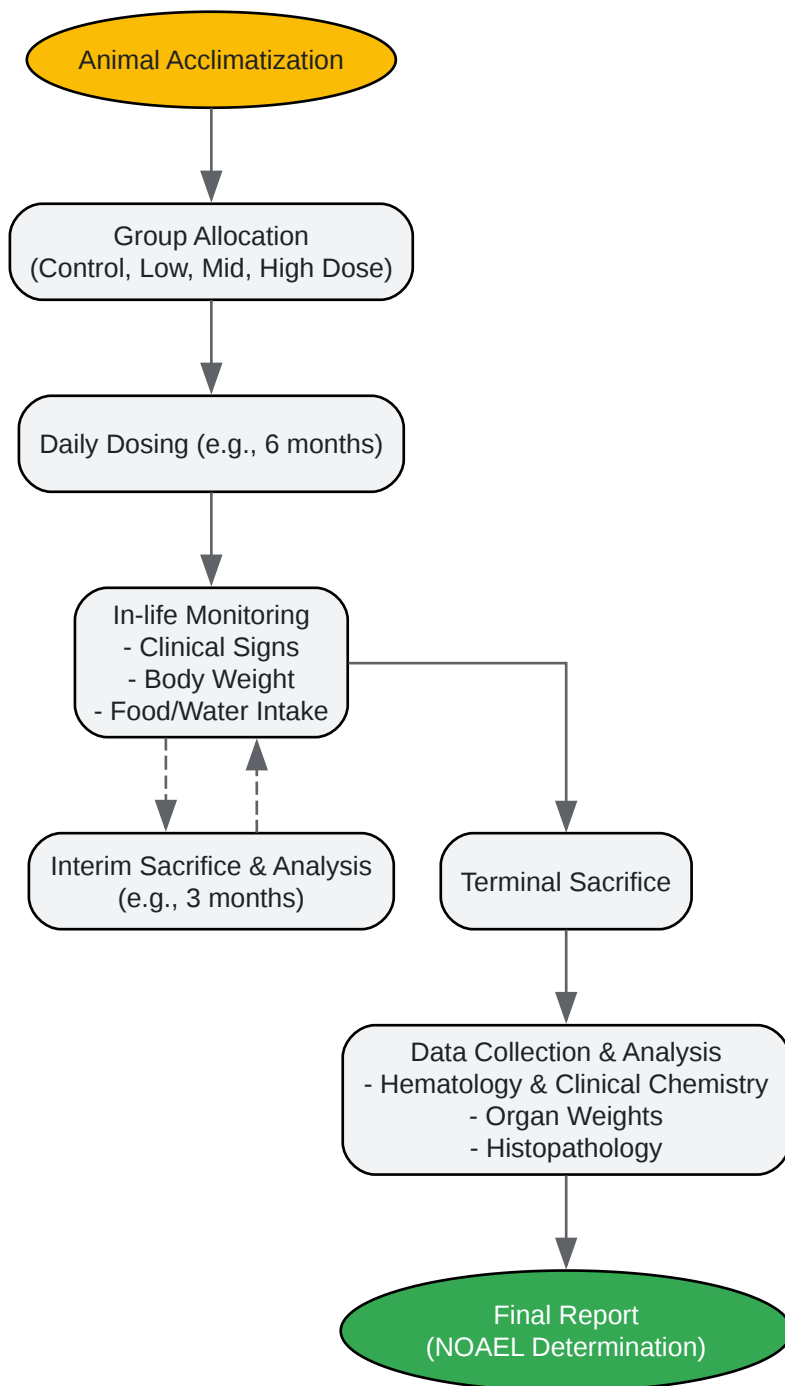 Animal Acclimatization
Group Allocation
(Control, Low, Mid, High Dose)
Daily Dosing (e.g., 6 months)
In-life Monitoring
- Clinical Signs
- Body Weight
- Food/Water Intake
Interim Sacrifice & Analysis
(e.g., 3 months)
Terminal Sacrifice
Data Collection & Analysis
- Hematology & Clinical Chemistry
- Organ Weights
- Histopathology
Final Report
(NOAEL Determination)